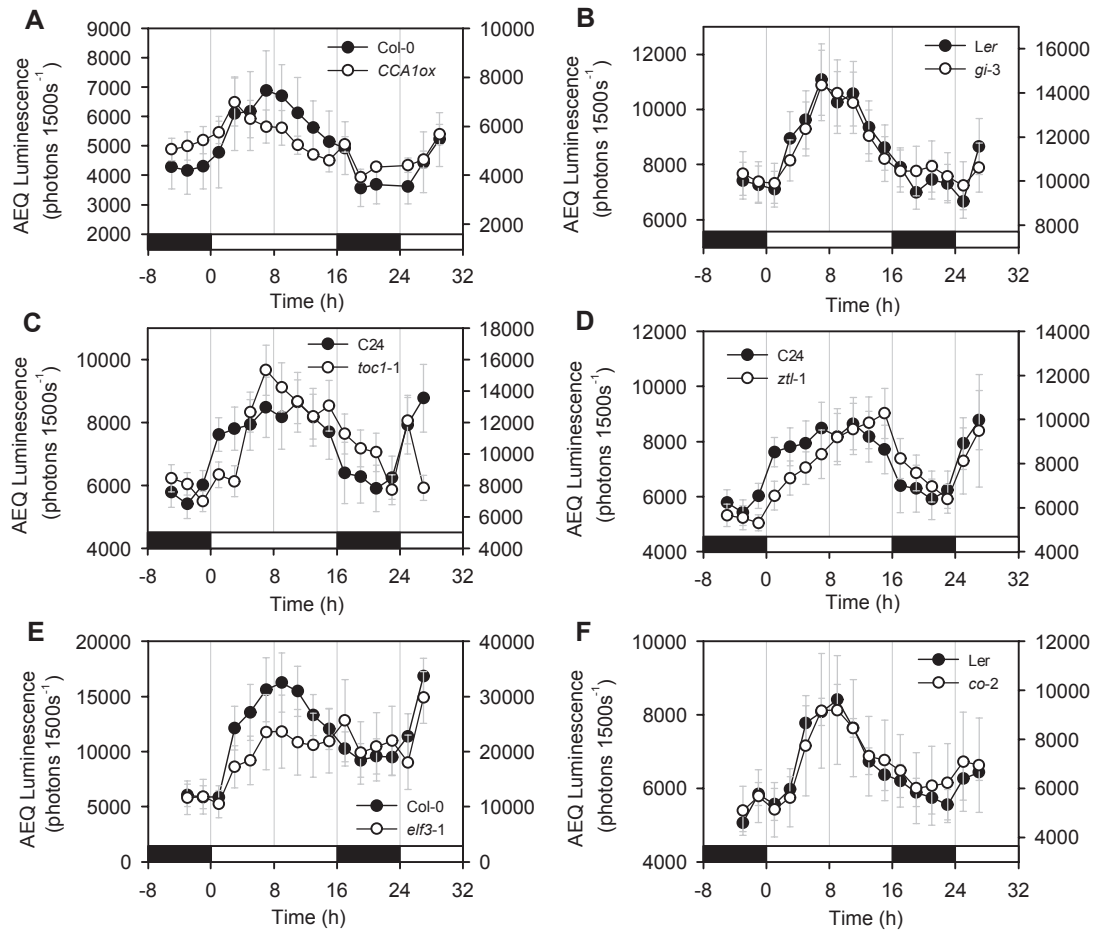 A
AEQ Luminescence
(photons 1500s-1)
9000
8000
7000
6000
5000
4000
3000
2000
Col-0
CCA1ox
10000
8000
6000
4000
2000
-8 0 8 16 24 32
Time (h)
B
AEQ Luminescence
(photons 1500s-1)
12000
10000
8000
6000
Ler
gi-3
16000
14000
12000
10000
8000
-8 0 8 16 24 32
Time (h)
C
AEQ Luminescence
(photons 1500s-1)
10000
8000
6000
4000
C24
toc1-1
18000
16000
14000
12000
10000
8000
6000
4000
-8 0 8 16 24 32
Time (h)
D
AEQ Luminescence
(photons 1500s-1)
12000
10000
8000
6000
4000
C24
ztl-1
14000
12000
10000
8000
6000
4000
-8 0 8 16 24 32
Time (h)
E
AEQ Luminescence
(photons 1500s-1)
20000
15000
10000
5000
0
Col-0
elf3-1
40000
30000
20000
10000
0
-8 0 8 16 24 32
Time (h)
F
AEQ Luminescence
(photons 1500s-1)
10000
8000
6000
4000
Ler
co-2
12000
10000
8000
6000
4000
-8 0 8 16 24 32
Time (h)